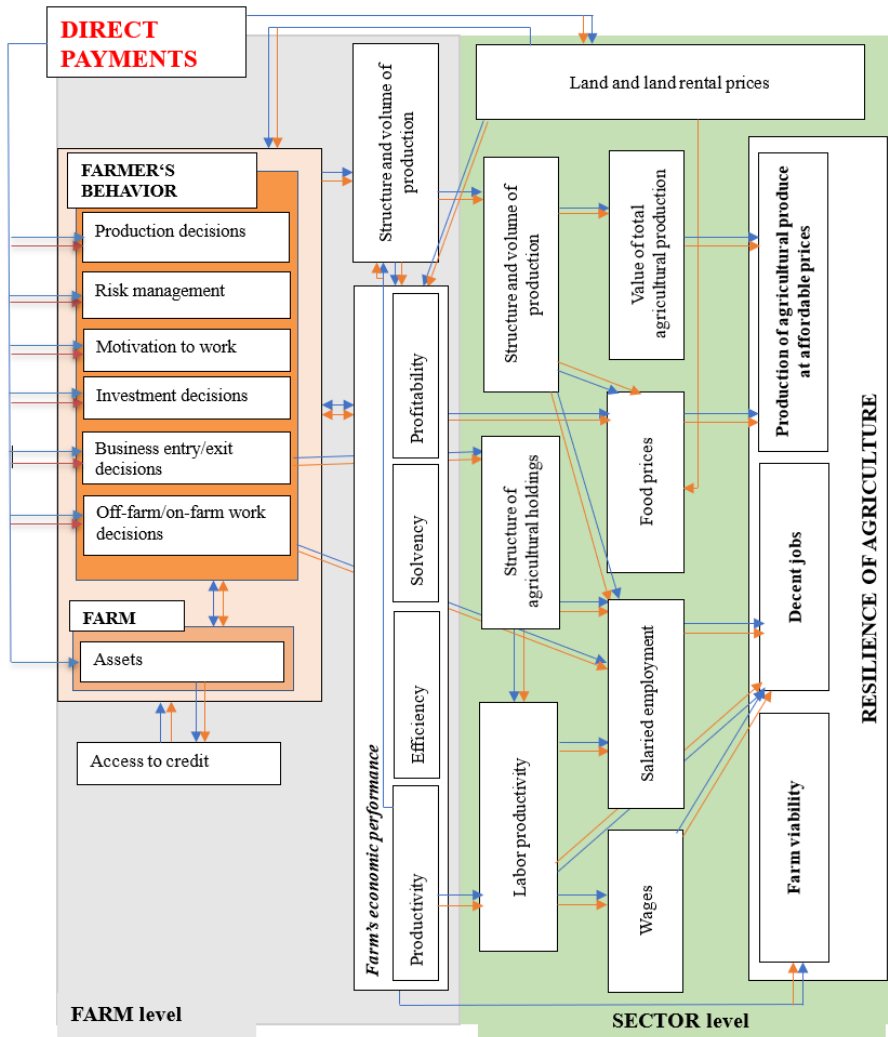 DIRECT
PAYMENTS
Land and land rental prices
Structure and volume of
production
FARMER‘S
BEHAVIOR
Production decisions
Risk management
Motivation to work
Investment decisions
Business entry/exit
decisions
Off-farm/on-farm work
decisions
FARM
Assets
Access to credit
Farm’s economic performance
Profitability
Solvency
Efficiency
Productivity
Structure and volume of
production
Structure of
agricultural holdings
Labor productivity
Value of total
agricultural production
Food prices
Salaried employment
Wages
Production of agricultural produce
at affordable prices
Decent jobs
Farm viability
RESILIENCE OF AGRICULTURE
FARM level
SECTOR level